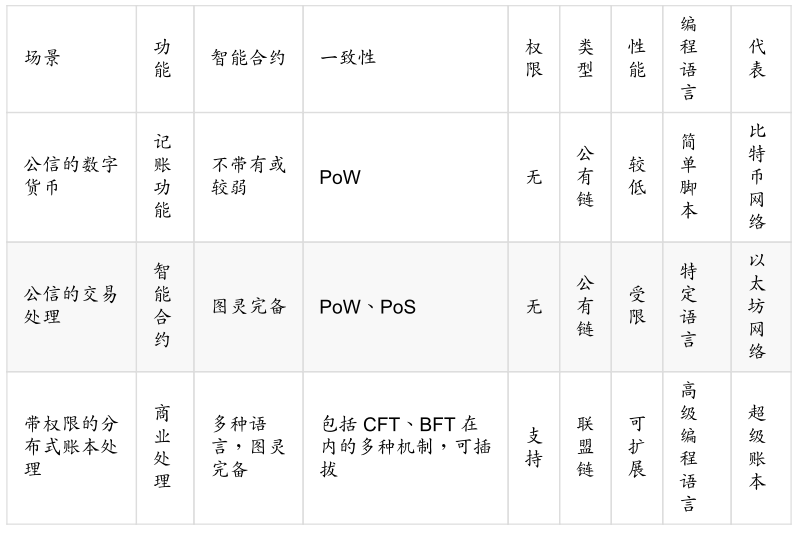 场景
功
能
智能合约
一致性
权
限
类
型
性
能
编
程
语
言
代
表
公信的数字
货币
记
账
功
能
不带有或
较弱
PoW
无
公
有
链
较
低
简
单
脚
本
比
特
币
网
络
公信的交易
处理
智
能
合
约
图灵完备
PoW、PoS
无
公
有
链
受
限
特
定
语
言
以
太
坊
网
络
带权限的分
布式账本处
理
商
业
处
理
多种语
言，图灵
完备
包括 CFT、BFT 在
内的多种机制，可插
拔
支
持
联
盟
链
可
扩
展
高
级
编
程
语
言
超
级
账
本